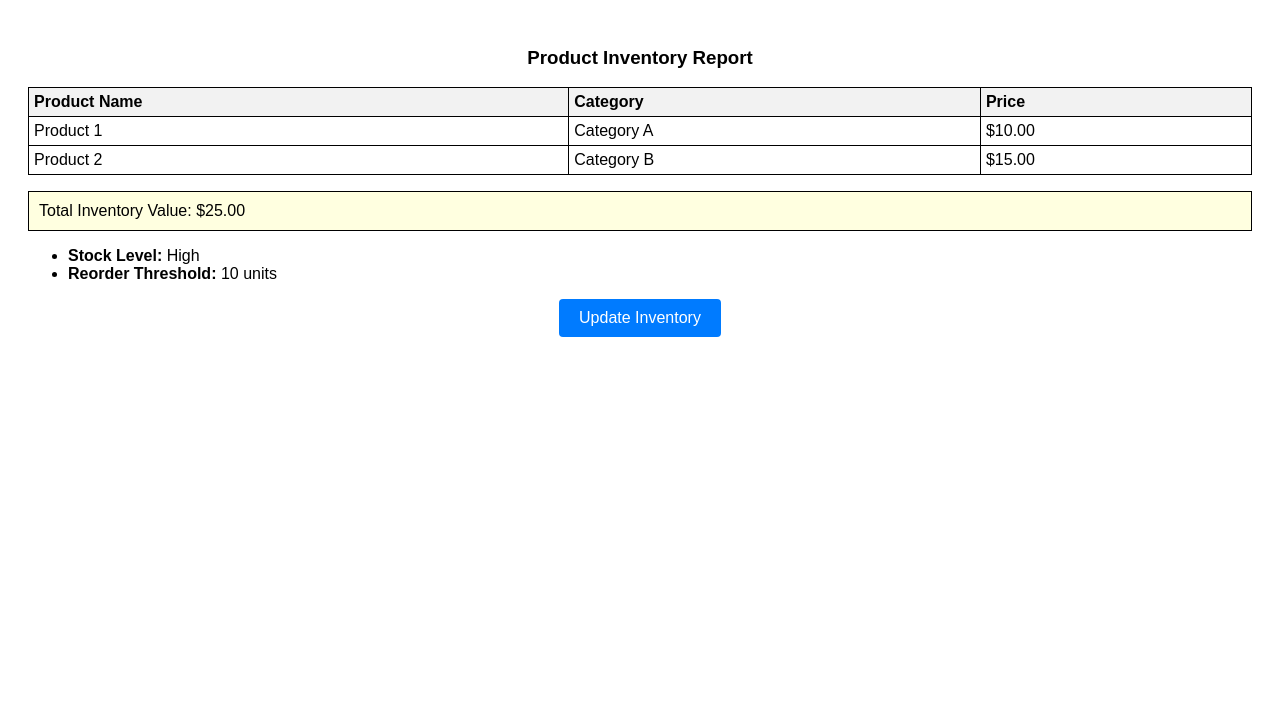 Product Inventory Report
Product Name Category Price
Product 1 Category A $10.00
Product 2 Category B $15.00
Total Inventory Value: $25.00
• Stock Level: High
• Reorder Threshold: 10 units
Update Inventory